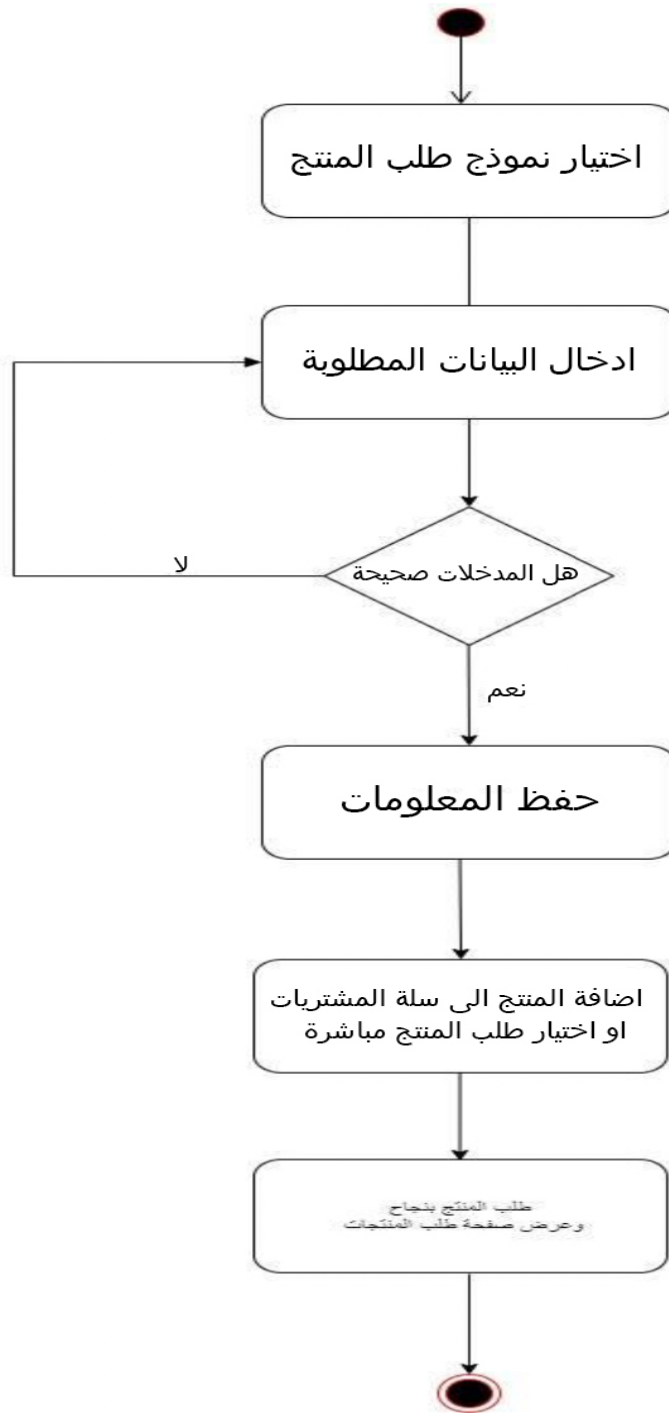 اختيار نموذج طلب المنتج
ادخال البيانات المطلوبة
هل المدخلات صحيحة
لا
نعم
حفظ المعلومات
اضافة المنتج الى سلة المشتريات
او اختيار طلب المنتج مباشرة
طلب المنتج بنجاح
وعرض صفحة طلب المنتجات